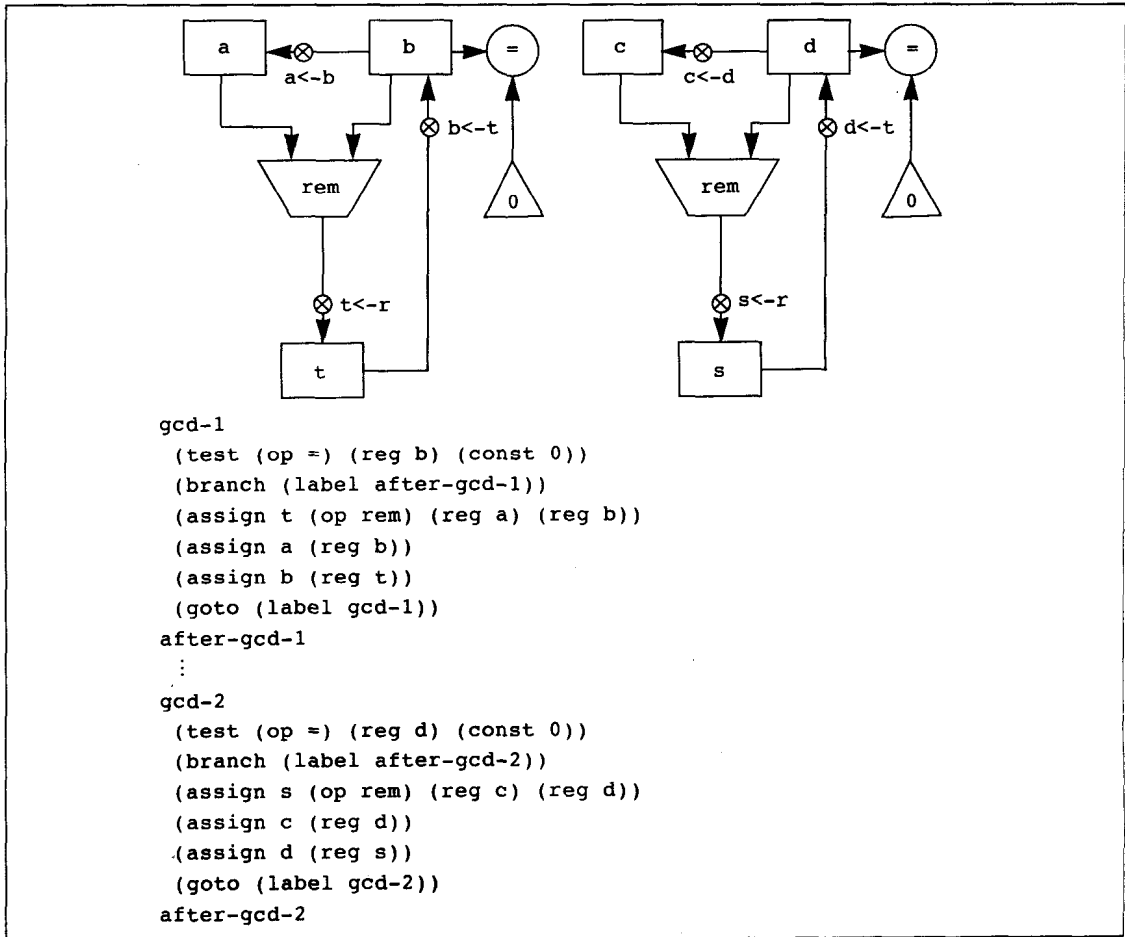 a b = c d =
a<-b c<-d
b<-t d<-t
rem 0 rem 0
t<-r s<-r
t s
gcd-1
(test (op =) (reg b) (const 0))
(branch (label after-gcd-1))
(assign t (op rem) (reg a) (reg b))
(assign a (reg b))
(assign b (reg t))
(goto (label gcd-1))
after-gcd-1
⋮
gcd-2
(test (op =) (reg d) (const 0))
(branch (label after-gcd-2))
(assign s (op rem) (reg c) (reg d))
(assign c (reg d))
(assign d (reg s))
(goto (label gcd-2))
after-gcd-2